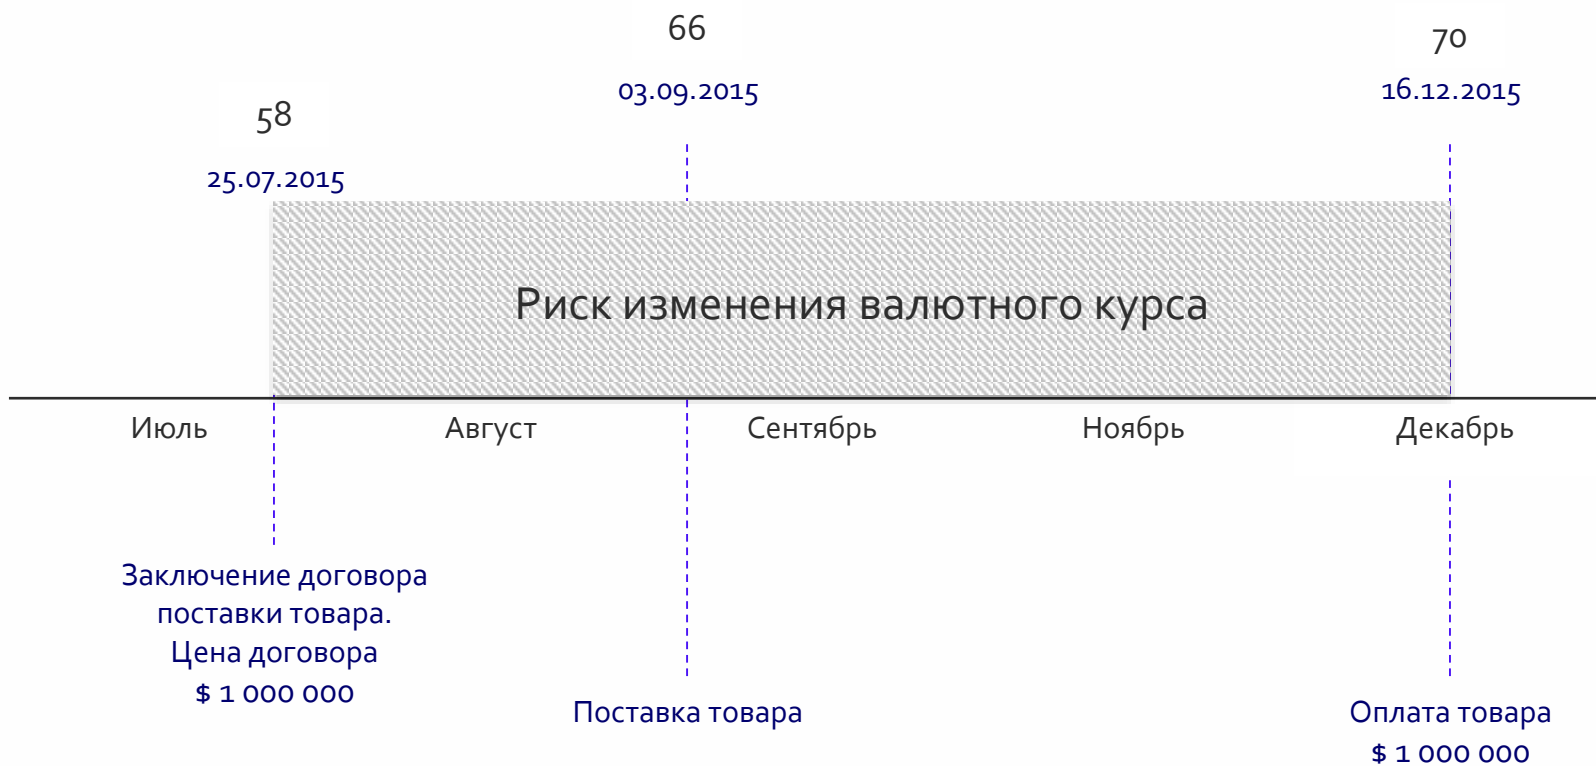 66
70
03.09.2015
16.12.2015
58
25.07.2015
Риск изменения валютного курса
Июль
Август
Сентябрь
Ноябрь
Декабрь
Заключение договора
поставки товара.
Цена договора
$ 1 000 000
Поставка товара
Оплата товара
$ 1 000 000